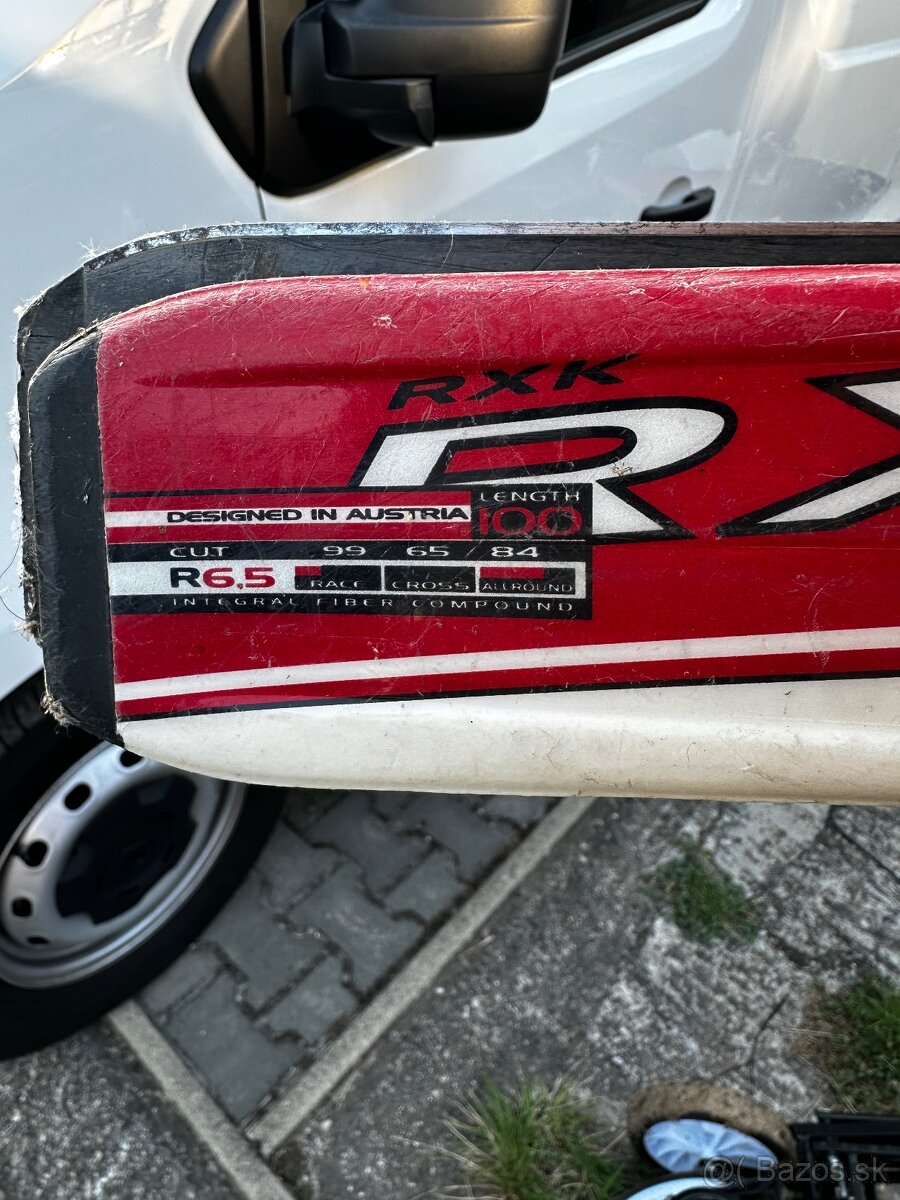 RXK
RX
DESIGNED IN AUSTRIA
LENGTH
100
CUT 99 / 65 / 84
R6,5 RACE CROSS ALLROUND
INTEGRAL FIBER COMPOUND
@( Bazos.sk